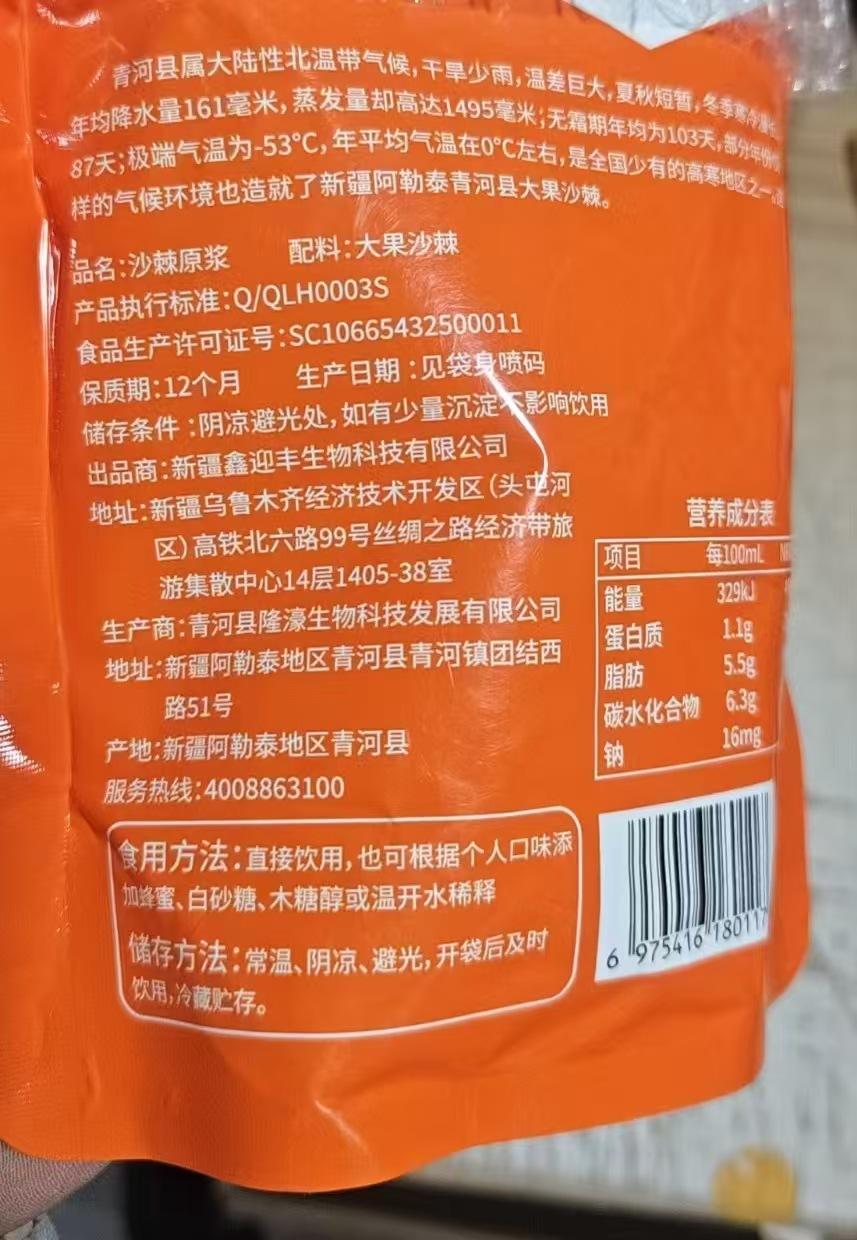 青河县属大陆性北温带气候,干旱少雨,温差巨大,夏秋短暂,冬季寒冷漫
年均降水量161毫米,蒸发量却高达1495毫米;无霜期年均为103天,部分年份
87天;极端气温为-53℃,年平均气温在0℃左右,是全国少有的高寒地区之一。
样的气候环境也造就了新疆阿勒泰青河县大果沙棘。
品名:沙棘原浆 配料:大果沙棘
产品执行标准:Q/QLH0003S
食品生产许可证号:SC10665432500011
保质期:12个月 生产日期:见袋身喷码
储存条件:阴凉避光处,如有少量沉淀不影响饮用
出品商:新疆鑫迎丰生物科技有限公司
地址:新疆乌鲁木齐经济技术开发区(头屯河
区)高铁北六路99号丝绸之路经济带旅
游集散中心14层1405-38室
生产商:青河县隆濠生物科技发展有限公司
地址:新疆阿勒泰地区青河县青河镇团结西
路51号
产地:新疆阿勒泰地区青河县
服务热线:4008863100
营养成分表
项目 每100mL
能量 329kJ
蛋白质 1.1g
脂肪 5.5g
碳水化合物 6.3g
钠 16mg
食用方法:直接饮用,也可根据个人口味添
加蜂蜜、白砂糖、木糖醇或温开水稀释
储存方法:常温、阴凉、避光,开袋后及时
饮用,冷藏贮存。
6 975416 180117